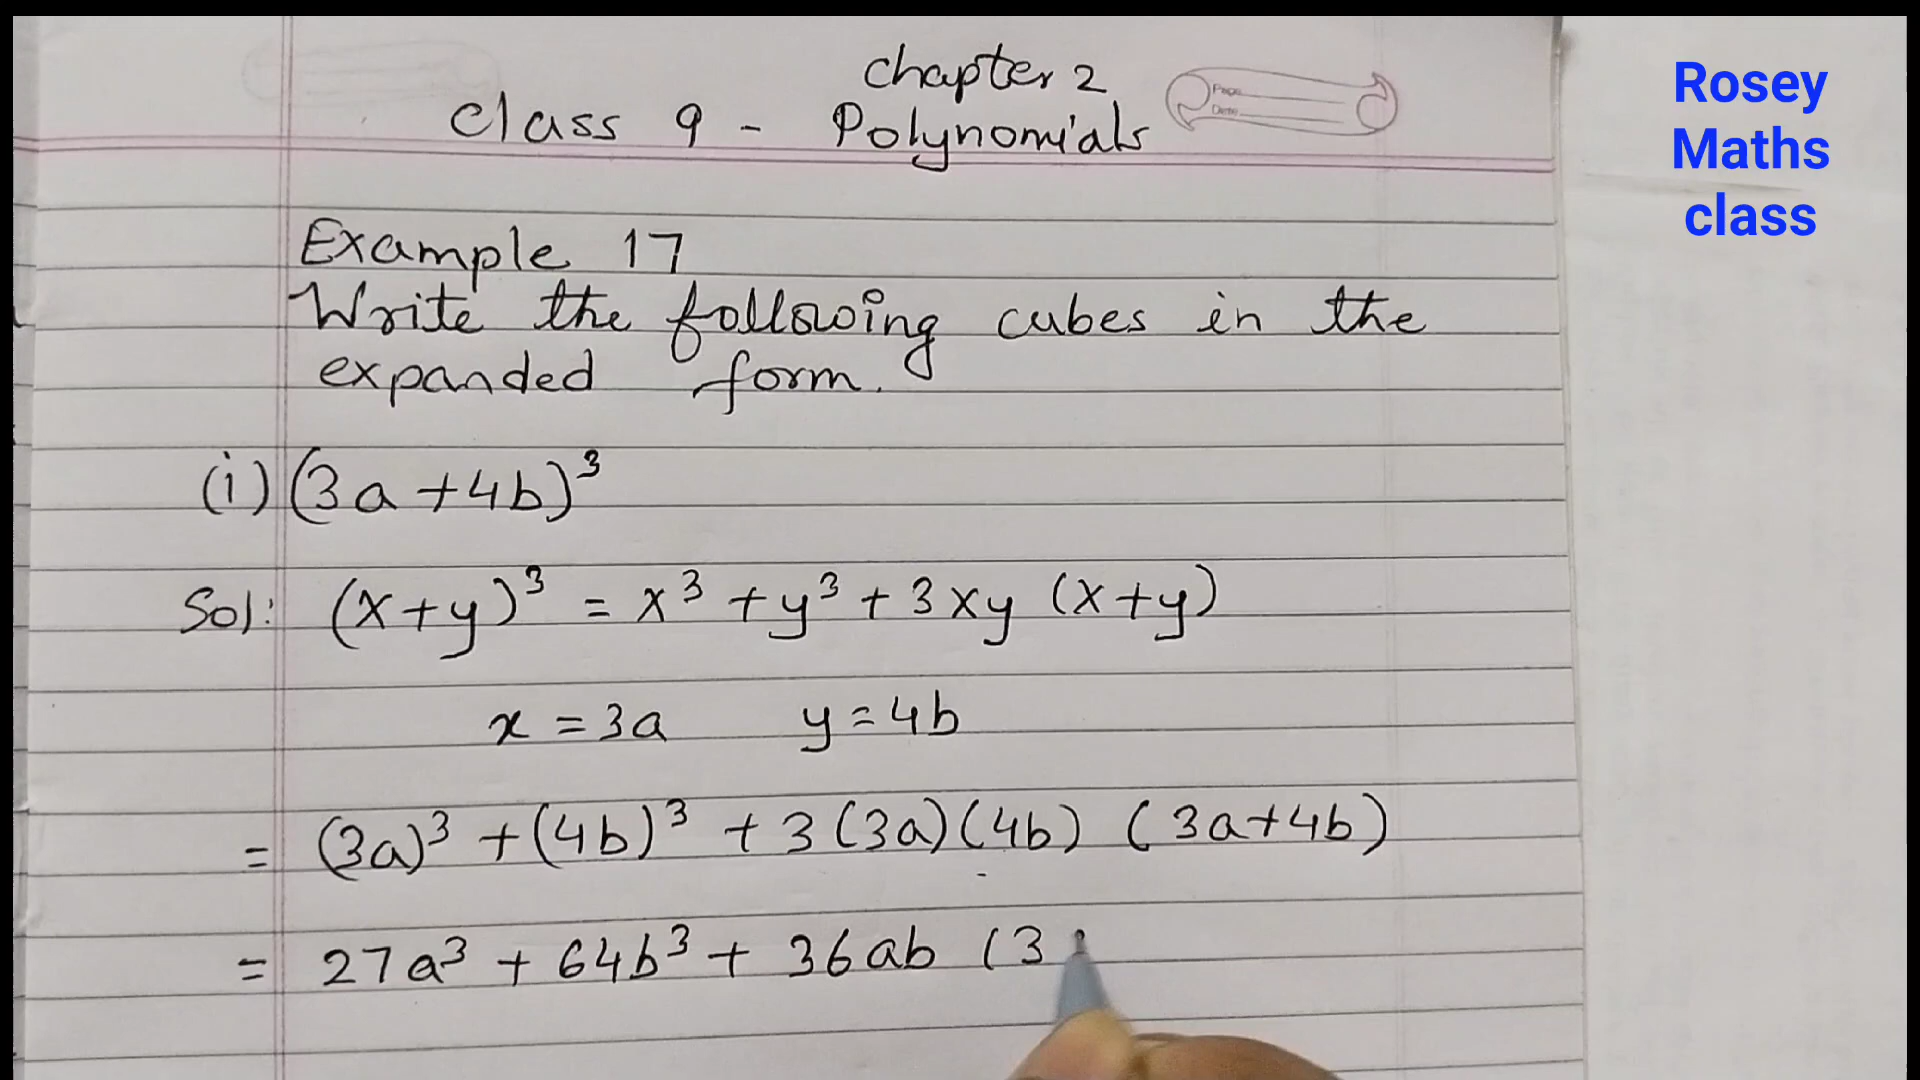 chapter 2
Class 9 - Polynomials
Page
Date
Rosey
Maths
class
Example 17
Write the following cubes in the
expanded form.
(i) (3a+4b)³
Sol: (x+y)³ = x³ + y³ + 3xy (x+y)
x = 3a y = 4b
= (3a)³ + (4b)³ + 3(3a)(4b) (3a+4b)
= 27a³ + 64b³ + 36ab (3